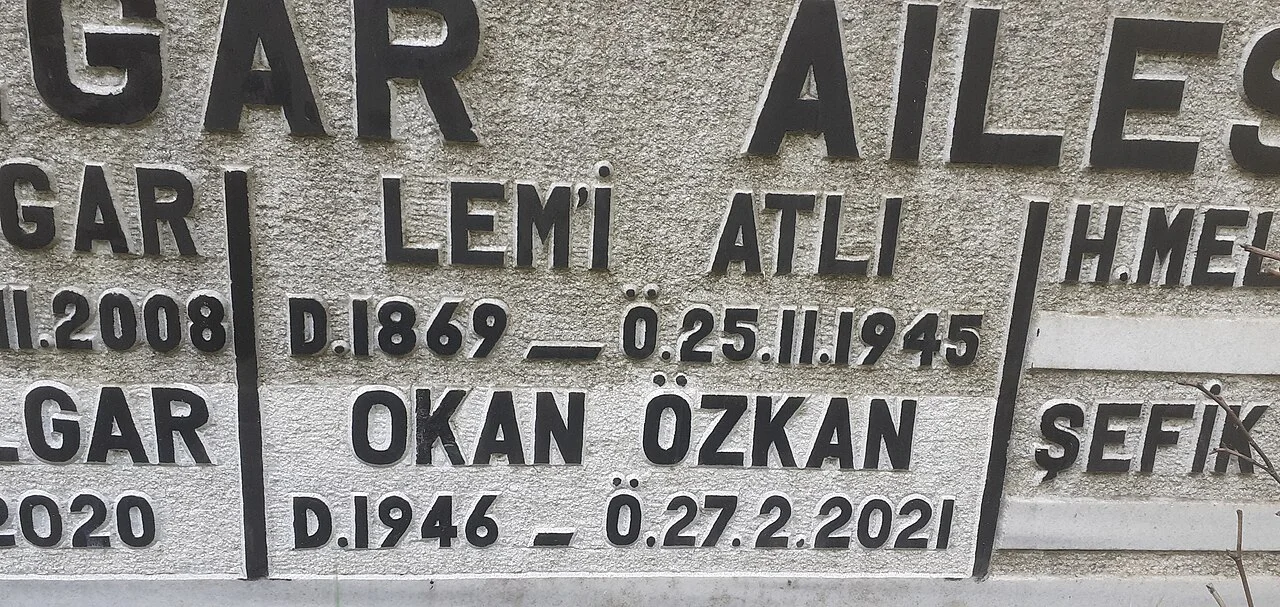 GAR AİLES
GAR
II.2008
LGAR
2020
LEM'İ ATLI
D.1869 — Ö.25.11.1945
OKAN ÖZKAN
D.1946 – Ö.27.2.2021
H.MEL
ŞEFİK